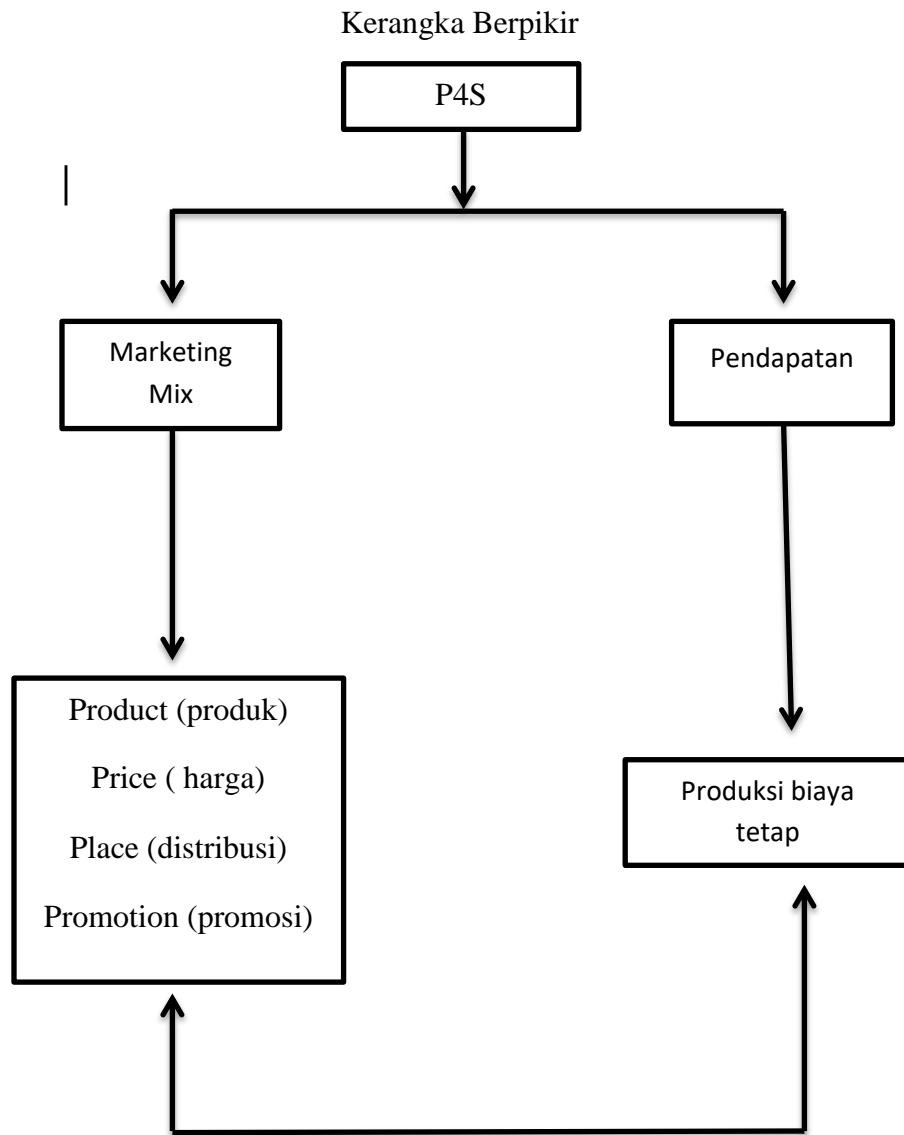 Kerangka Berpikir
P4S
Marketing
Mix
Pendapatan
Product (produk)
Price ( harga)
Place (distribusi)
Promotion (promosi)
Produksi biaya
tetap